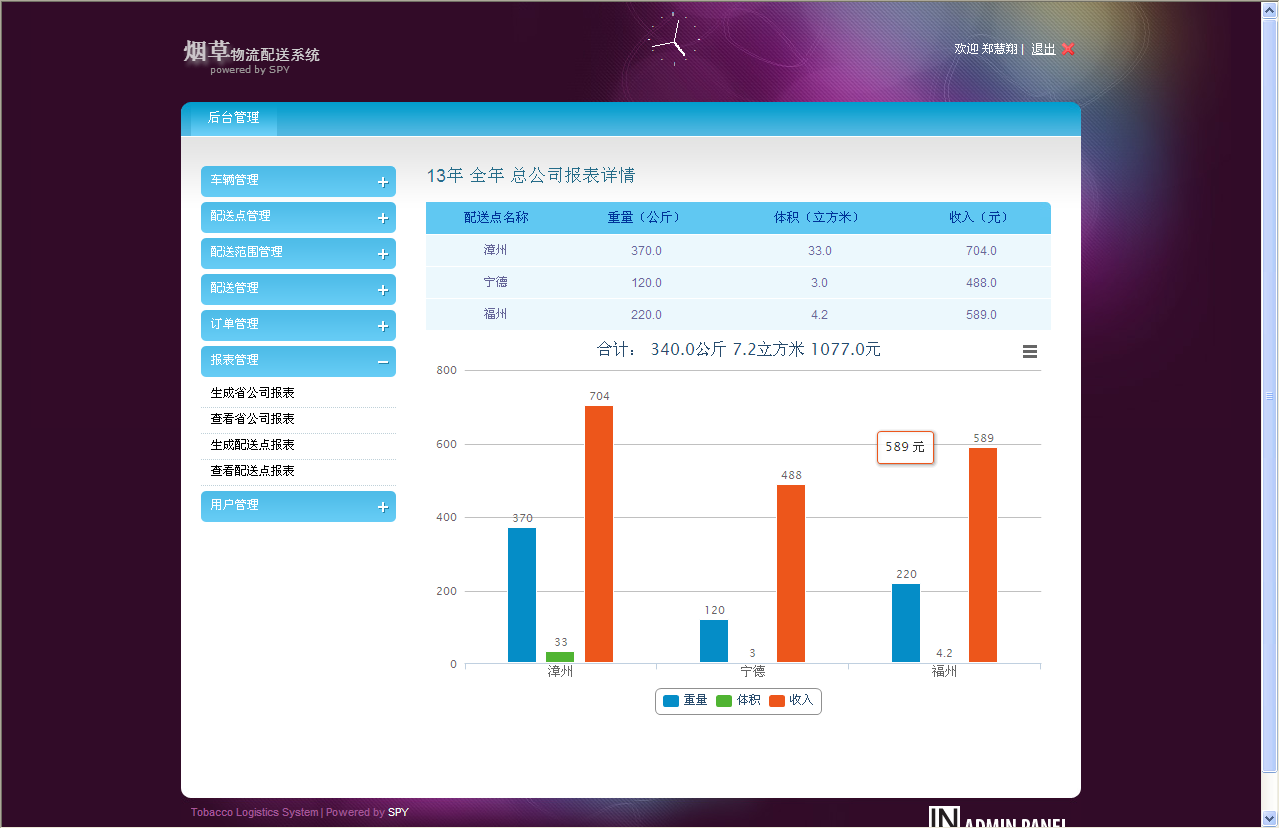 烟草物流配送系统
powered by SPY
欢迎 郑慧翔 | 退出
后台管理
车辆管理
配送点管理
配送范围管理
配送管理
订单管理
报表管理
生成省公司报表
查看省公司报表
生成配送点报表
查看配送点报表
用户管理
13年 全年 总公司报表详情
配送点名称 重量（公斤） 体积（立方米） 收入（元）
漳州 370.0 33.0 704.0
宁德 120.0 3.0 488.0
福州 220.0 4.2 589.0
合计： 340.0公斤 7.2立方米 1077.0元
800
600
400
200
0
370
33
704
120
3
488
220
4.2
589
589 元
漳州
宁德
福州
重量 体积 收入
Tobacco Logistics System | Powered by SPY
IN ADMIN PANEL